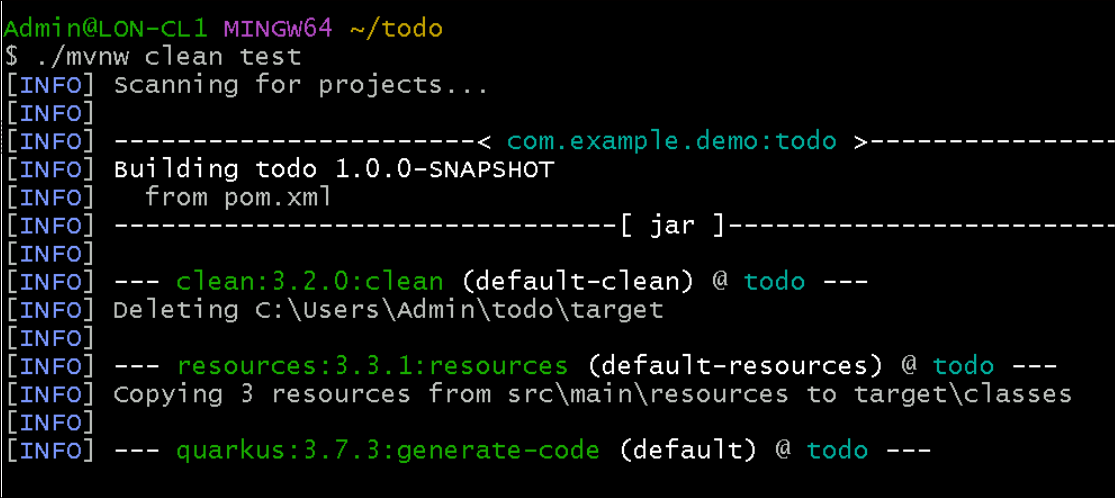 Admin@LON-CL1 MINGW64 ~/todo
$ ./mvnw clean test
[INFO] Scanning for projects...
[INFO]
[INFO] -----------------------< com.example.demo:todo >----------------
[INFO] Building todo 1.0.0-SNAPSHOT
[INFO]   from pom.xml
[INFO] --------------------------------[ jar ]-------------------------
[INFO]
[INFO] --- clean:3.2.0:clean (default-clean) @ todo ---
[INFO] Deleting C:\Users\Admin\todo\target
[INFO]
[INFO] --- resources:3.3.1:resources (default-resources) @ todo ---
[INFO] Copying 3 resources from src\main\resources to target\classes
[INFO]
[INFO] --- quarkus:3.7.3:generate-code (default) @ todo ---